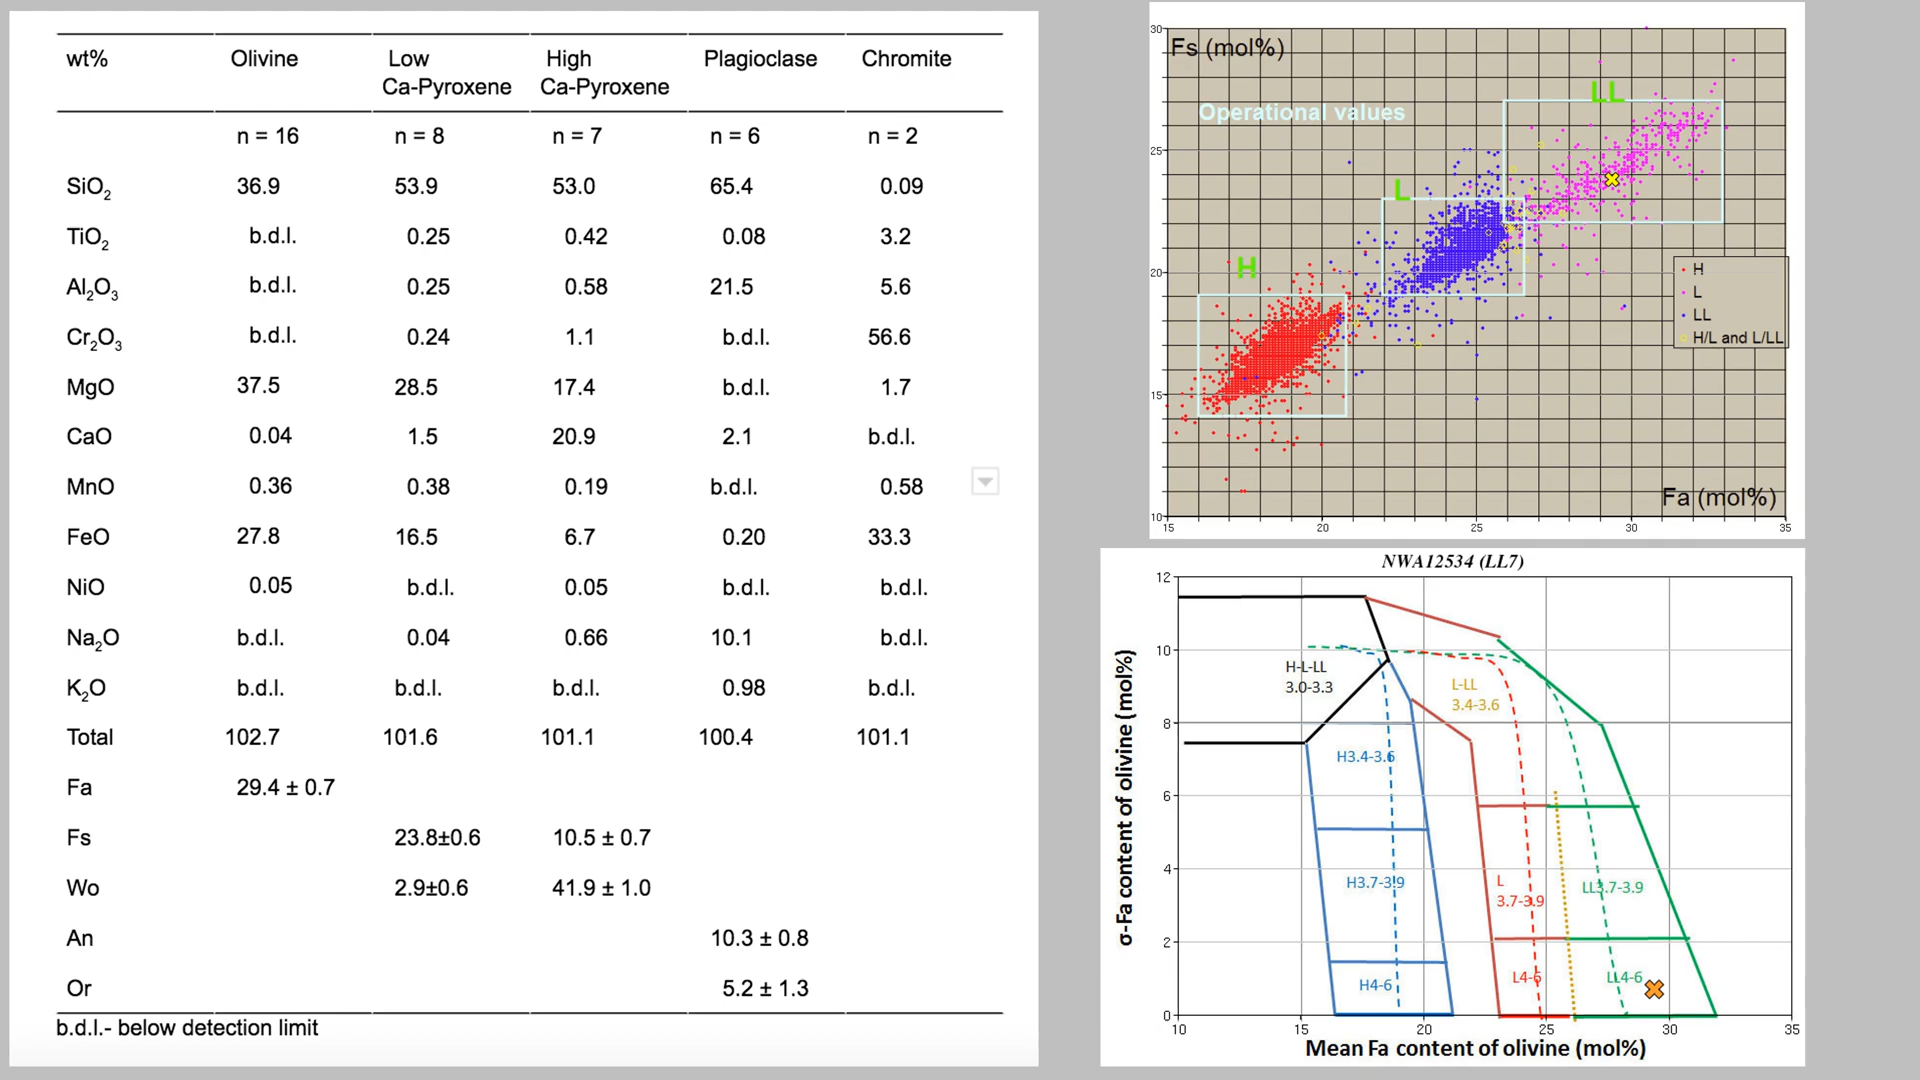 wt% Olivine Low Ca-Pyroxene High Ca-Pyroxene Plagioclase Chromite
n = 16 n = 8 n = 7 n = 6 n = 2
SiO2 36.9 53.9 53.0 65.4 0.09
TiO2 b.d.l. 0.25 0.42 0.08 3.2
Al2O3 b.d.l. 0.25 0.58 21.5 5.6
Cr2O3 b.d.l. 0.24 1.1 b.d.l. 56.6
MgO 37.5 28.5 17.4 b.d.l. 1.7
CaO 0.04 1.5 20.9 2.1 b.d.l.
MnO 0.36 0.38 0.19 b.d.l. 0.58
FeO 27.8 16.5 6.7 0.20 33.3
NiO 0.05 b.d.l. 0.05 b.d.l. b.d.l.
Na2O b.d.l. 0.04 0.66 10.1 b.d.l.
K2O b.d.l. b.d.l. b.d.l. 0.98 b.d.l.
Total 102.7 101.6 101.1 100.4 101.1
Fa 29.4 ± 0.7
Fs 23.8±0.6 10.5 ± 0.7
Wo 2.9±0.6 41.9 ± 1.0
An 10.3 ± 0.8
Or 5.2 ± 1.3
b.d.l.- below detection limit
30
Fs (mol%)
LL
Operational values
25
L
H
20
H
L
LL
H/L and L/LL
15
Fa (mol%)
10
15 20 25 30 35
NWA12534 (LL7)
12
10
H-L-LL
3.0-3.3
L-LL
3.4-3.6
8
H3.4-3.6
6
4
H3.7-3.9
L
3.7-3.9
LL3.7-3.9
2
H4-6
L4-6
LL4-6
0
10 15 20 25 30 35
σ-Fa content of olivine (mol%)
Mean Fa content of olivine (mol%)